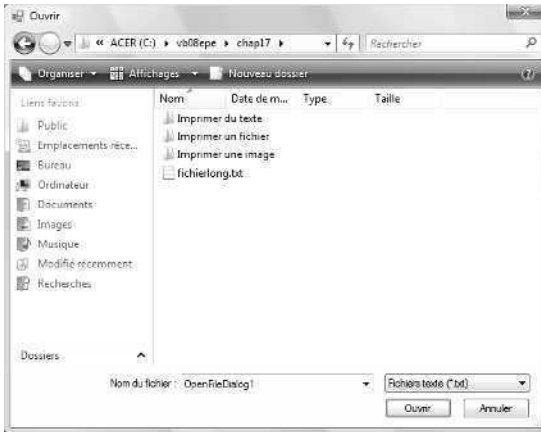 Ouvrir
« ACER (C:) vb08epe chap17
Rechercher
Organiser Affichages Nouveau dossier
Liens favoris
Public
Emplacements réce...
Bureau
Ordinateur
Documents
Images
Musique
Modifié récemment
Recherches
Dossiers
Nom Date de m... Type Taille
Imprimer du texte
Imprimer un fichier
Imprimer une image
fichierlong.txt
Nom du fichier : OpenFileDialog1
Fichiers texte (*.txt)
Ouvrir Annuler